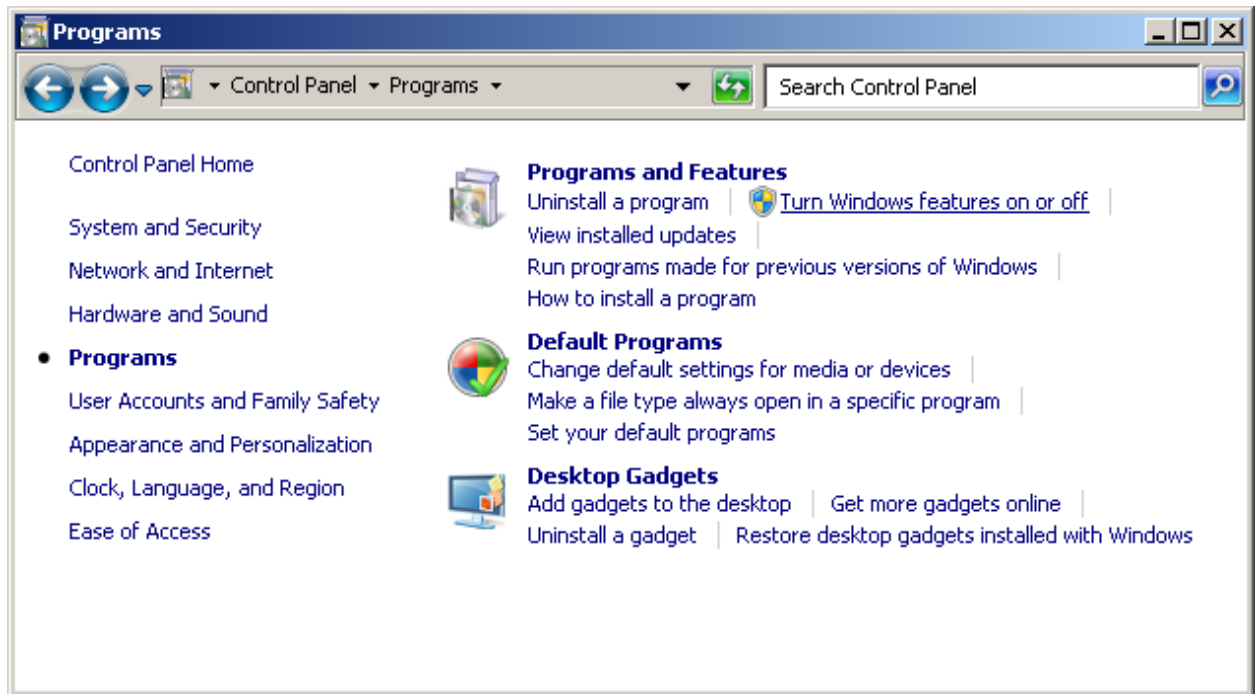 Programs
Control Panel Programs
Search Control Panel
Control Panel Home
System and Security
Network and Internet
Hardware and Sound
Programs
User Accounts and Family Safety
Appearance and Personalization
Clock, Language, and Region
Ease of Access
Programs and Features
Uninstall a program Turn Windows features on or off
View installed updates
Run programs made for previous versions of Windows
How to install a program
Default Programs
Change default settings for media or devices
Make a file type always open in a specific program
Set your default programs
Desktop Gadgets
Add gadgets to the desktop Get more gadgets online
Uninstall a gadget Restore desktop gadgets installed with Windows